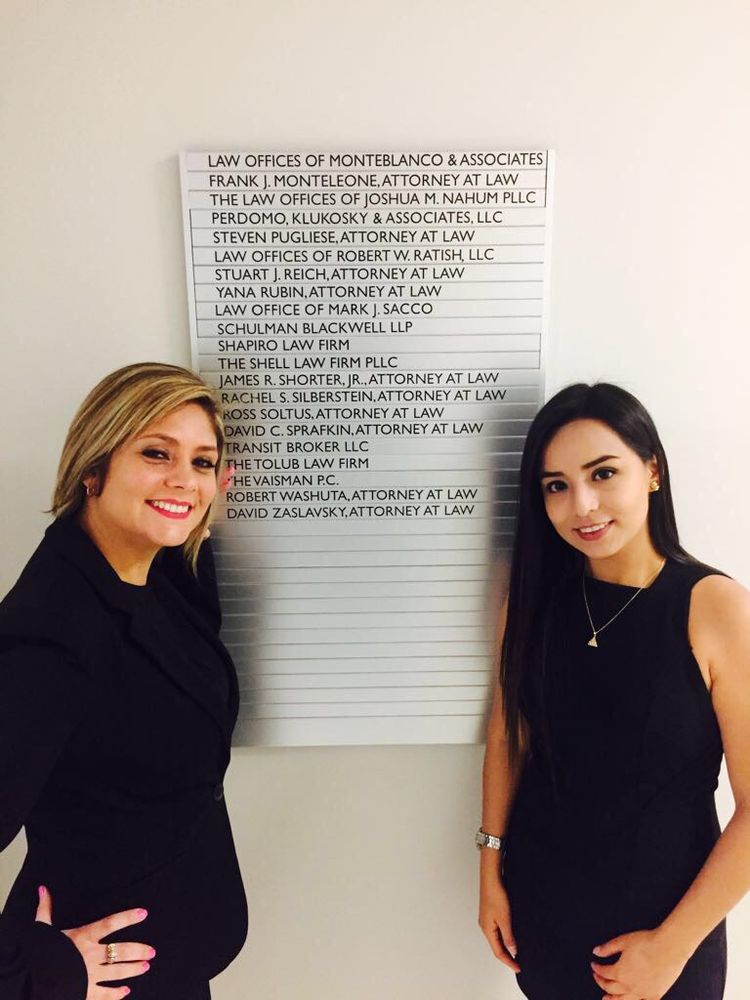 LAW OFFICES OF MONTEBLANCO & ASSOCIATES
FRANK J. MONTELEONE, ATTORNEY AT LAW
THE LAW OFFICES OF JOSHUA M. NAHUM PLLC
PERDOMO, KLUKOSKY & ASSOCIATES, LLC
STEVEN PUGLIESE, ATTORNEY AT LAW
LAW OFFICES OF ROBERT W. RATISH, LLC
STUART J. REICH, ATTORNEY AT LAW
YANA RUBIN, ATTORNEY AT LAW
LAW OFFICE OF MARK J. SACCO
SCHULMAN BLACKWELL LLP
SHAPIRO LAW FIRM
THE SHELL LAW FIRM PLLC
JAMES R. SHORTER, JR., ATTORNEY AT LAW
RACHEL S. SILBERSTEIN, ATTORNEY AT LAW
ROSS SOLTUS, ATTORNEY AT LAW
DAVID C. SPRAFKIN, ATTORNEY AT LAW
TRANSIT BROKER LLC
THE TOLUB LAW FIRM
THE VAISMAN P.C.
ROBERT WASHUTA, ATTORNEY AT LAW
DAVID ZASLAVSKY, ATTORNEY AT LAW